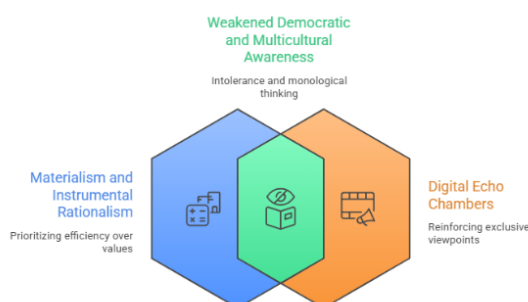 Weakened Democratic
and Multicultural
Awareness
Intolerance and monological
thinking
Materialism and
Instrumental
Rationalism
Prioritizing efficiency over
values
Digital Echo
Chambers
Reinforcing exclusive
viewpoints